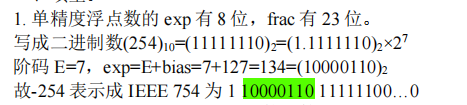 1. 单精度浮点数的 exp 有 8 位，frac 有 23 位。
写成二进制数(254)₁₀=(11111110)₂=(1.1111110)₂×2⁷
阶码 E=7，exp=E+bias=7+127=134=(10000110)₂
故-254 表示成 IEEE 754 为 1 10000110 11111100…0